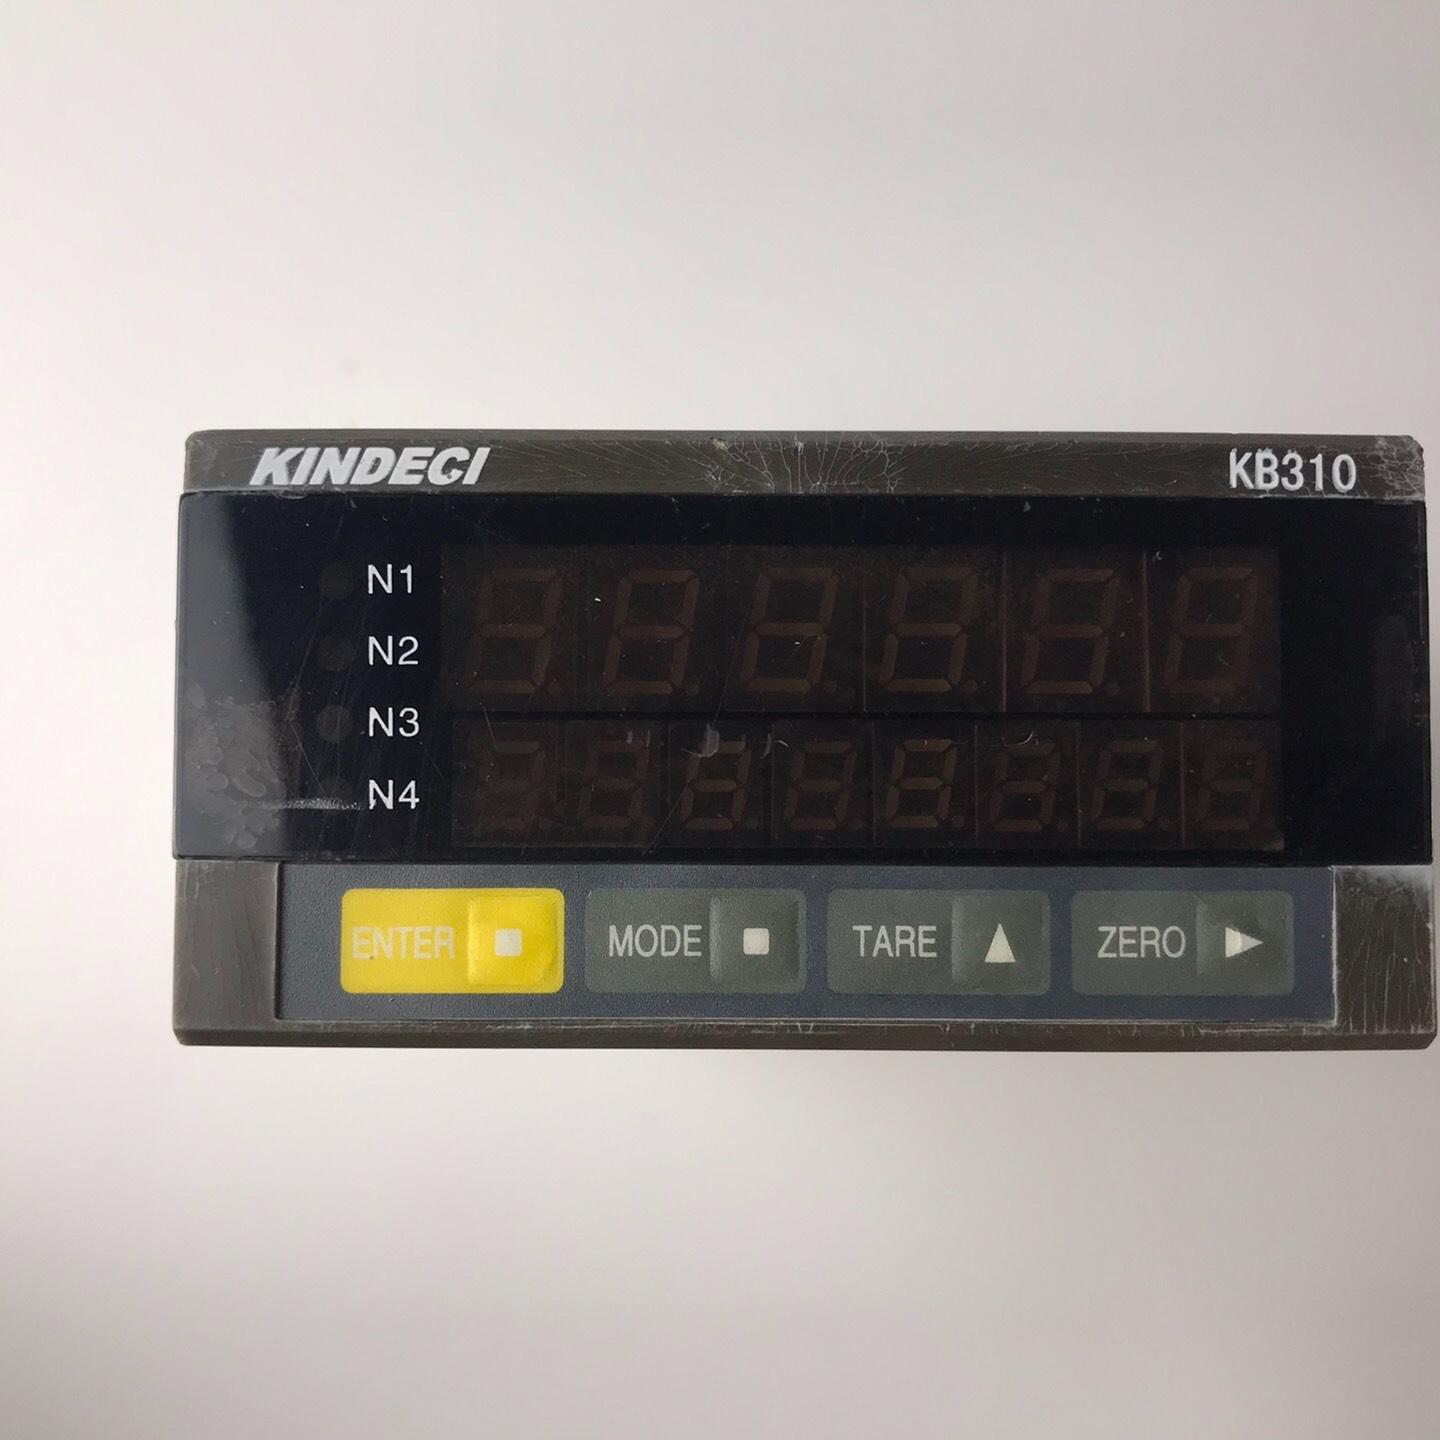 KINDECI KB310
N1
N2
N3
N4
ENTER MODE TARE ZERO